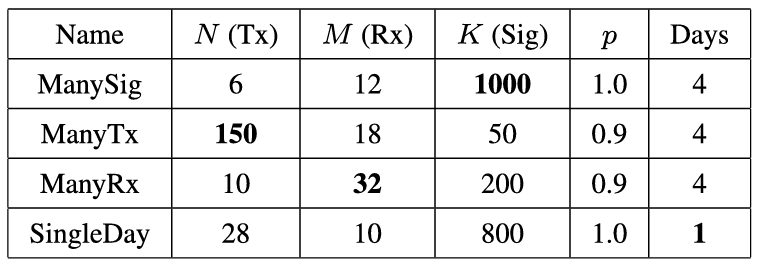 Name N (Tx) M (Rx) K (Sig) p Days
ManySig 6 12 1000 1.0 4
ManyTx 150 18 50 0.9 4
ManyRx 10 32 200 0.9 4
SingleDay 28 10 800 1.0 1